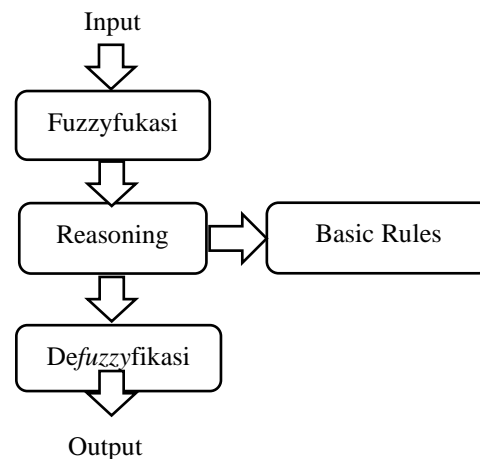 Input
Fuzzyfukasi
Reasoning
Basic Rules
Defuzzyfikasi
Output